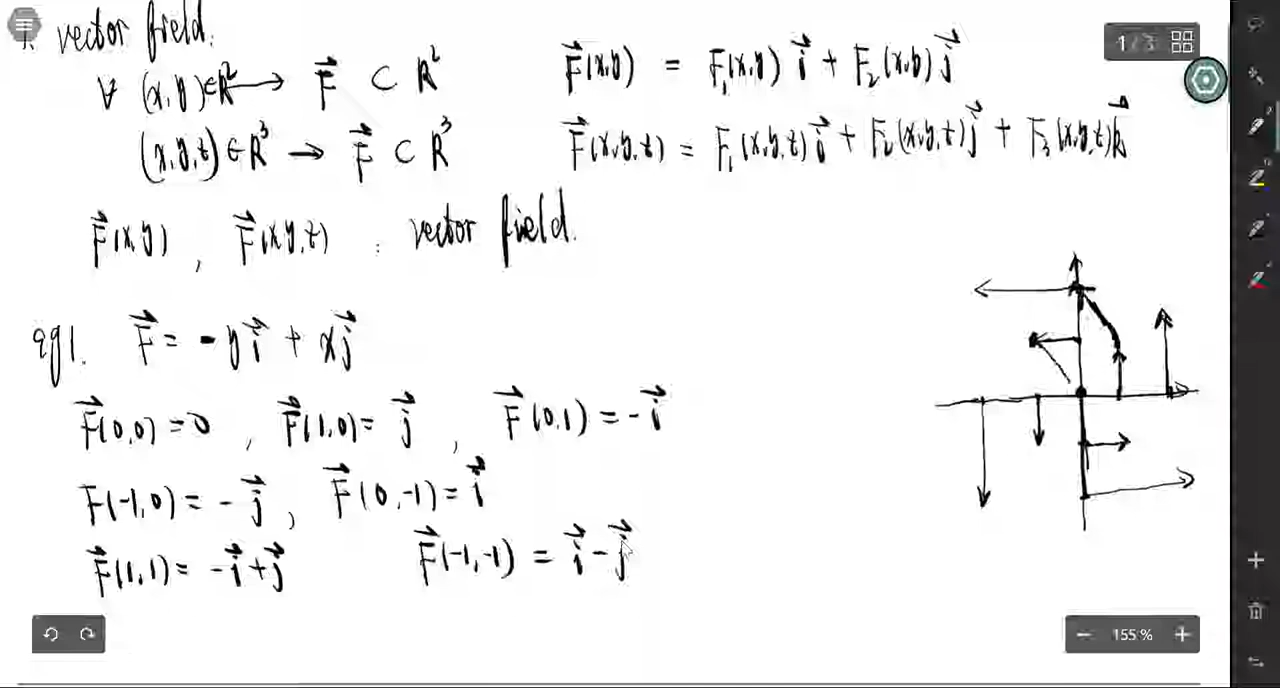 1. vector field.
∀ (x,y)∈R² → F⃗ ⊂ R²
F⃗(x,y) = F₁(x,y) i⃗ + F₂(x,y) j⃗
(x,y,z)∈R³ → F⃗ ⊂ R³
F⃗(x,y,z) = F₁(x,y,z) i⃗ + F₂(x,y,z) j⃗ + F₃(x,y,z) k⃗
F⃗(x,y), F⃗(x,y,z) : vector field.
eg1. F⃗ = -y i⃗ + x j⃗
F⃗(0,0) = 0, F⃗(1,0) = j⃗, F⃗(0,1) = -i⃗
F(-1,0) = -j⃗, F⃗(0,-1) = i⃗
F⃗(1,1) = -i⃗ + j⃗ F⃗(-1,-1) = i⃗ - j⃗
1 / 3
155 %